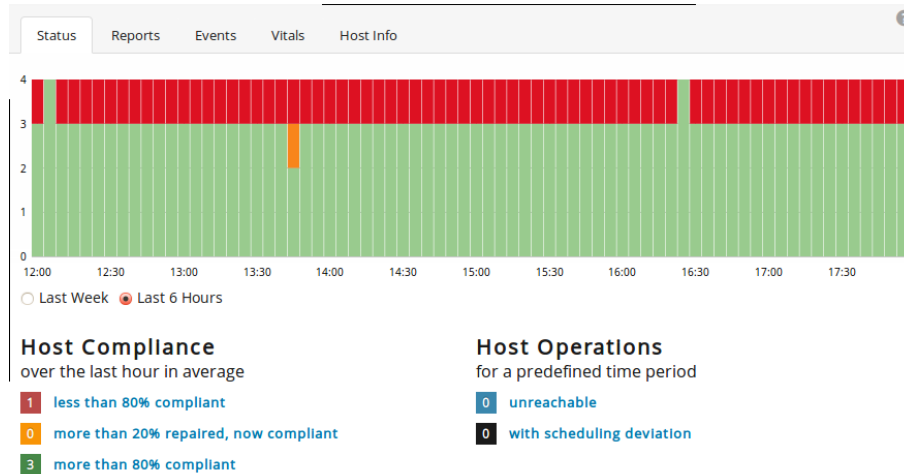 Status Reports Events Vitals Host Info
4
3
2
1
0
12:00 12:30 13:00 13:30 14:00 14:30 15:00 15:30 16:00 16:30 17:00 17:30
Last Week Last 6 Hours
Host Compliance
over the last hour in average
1 less than 80% compliant
0 more than 20% repaired, now compliant
3 more than 80% compliant
Host Operations
for a predefined time period
0 unreachable
0 with scheduling deviation